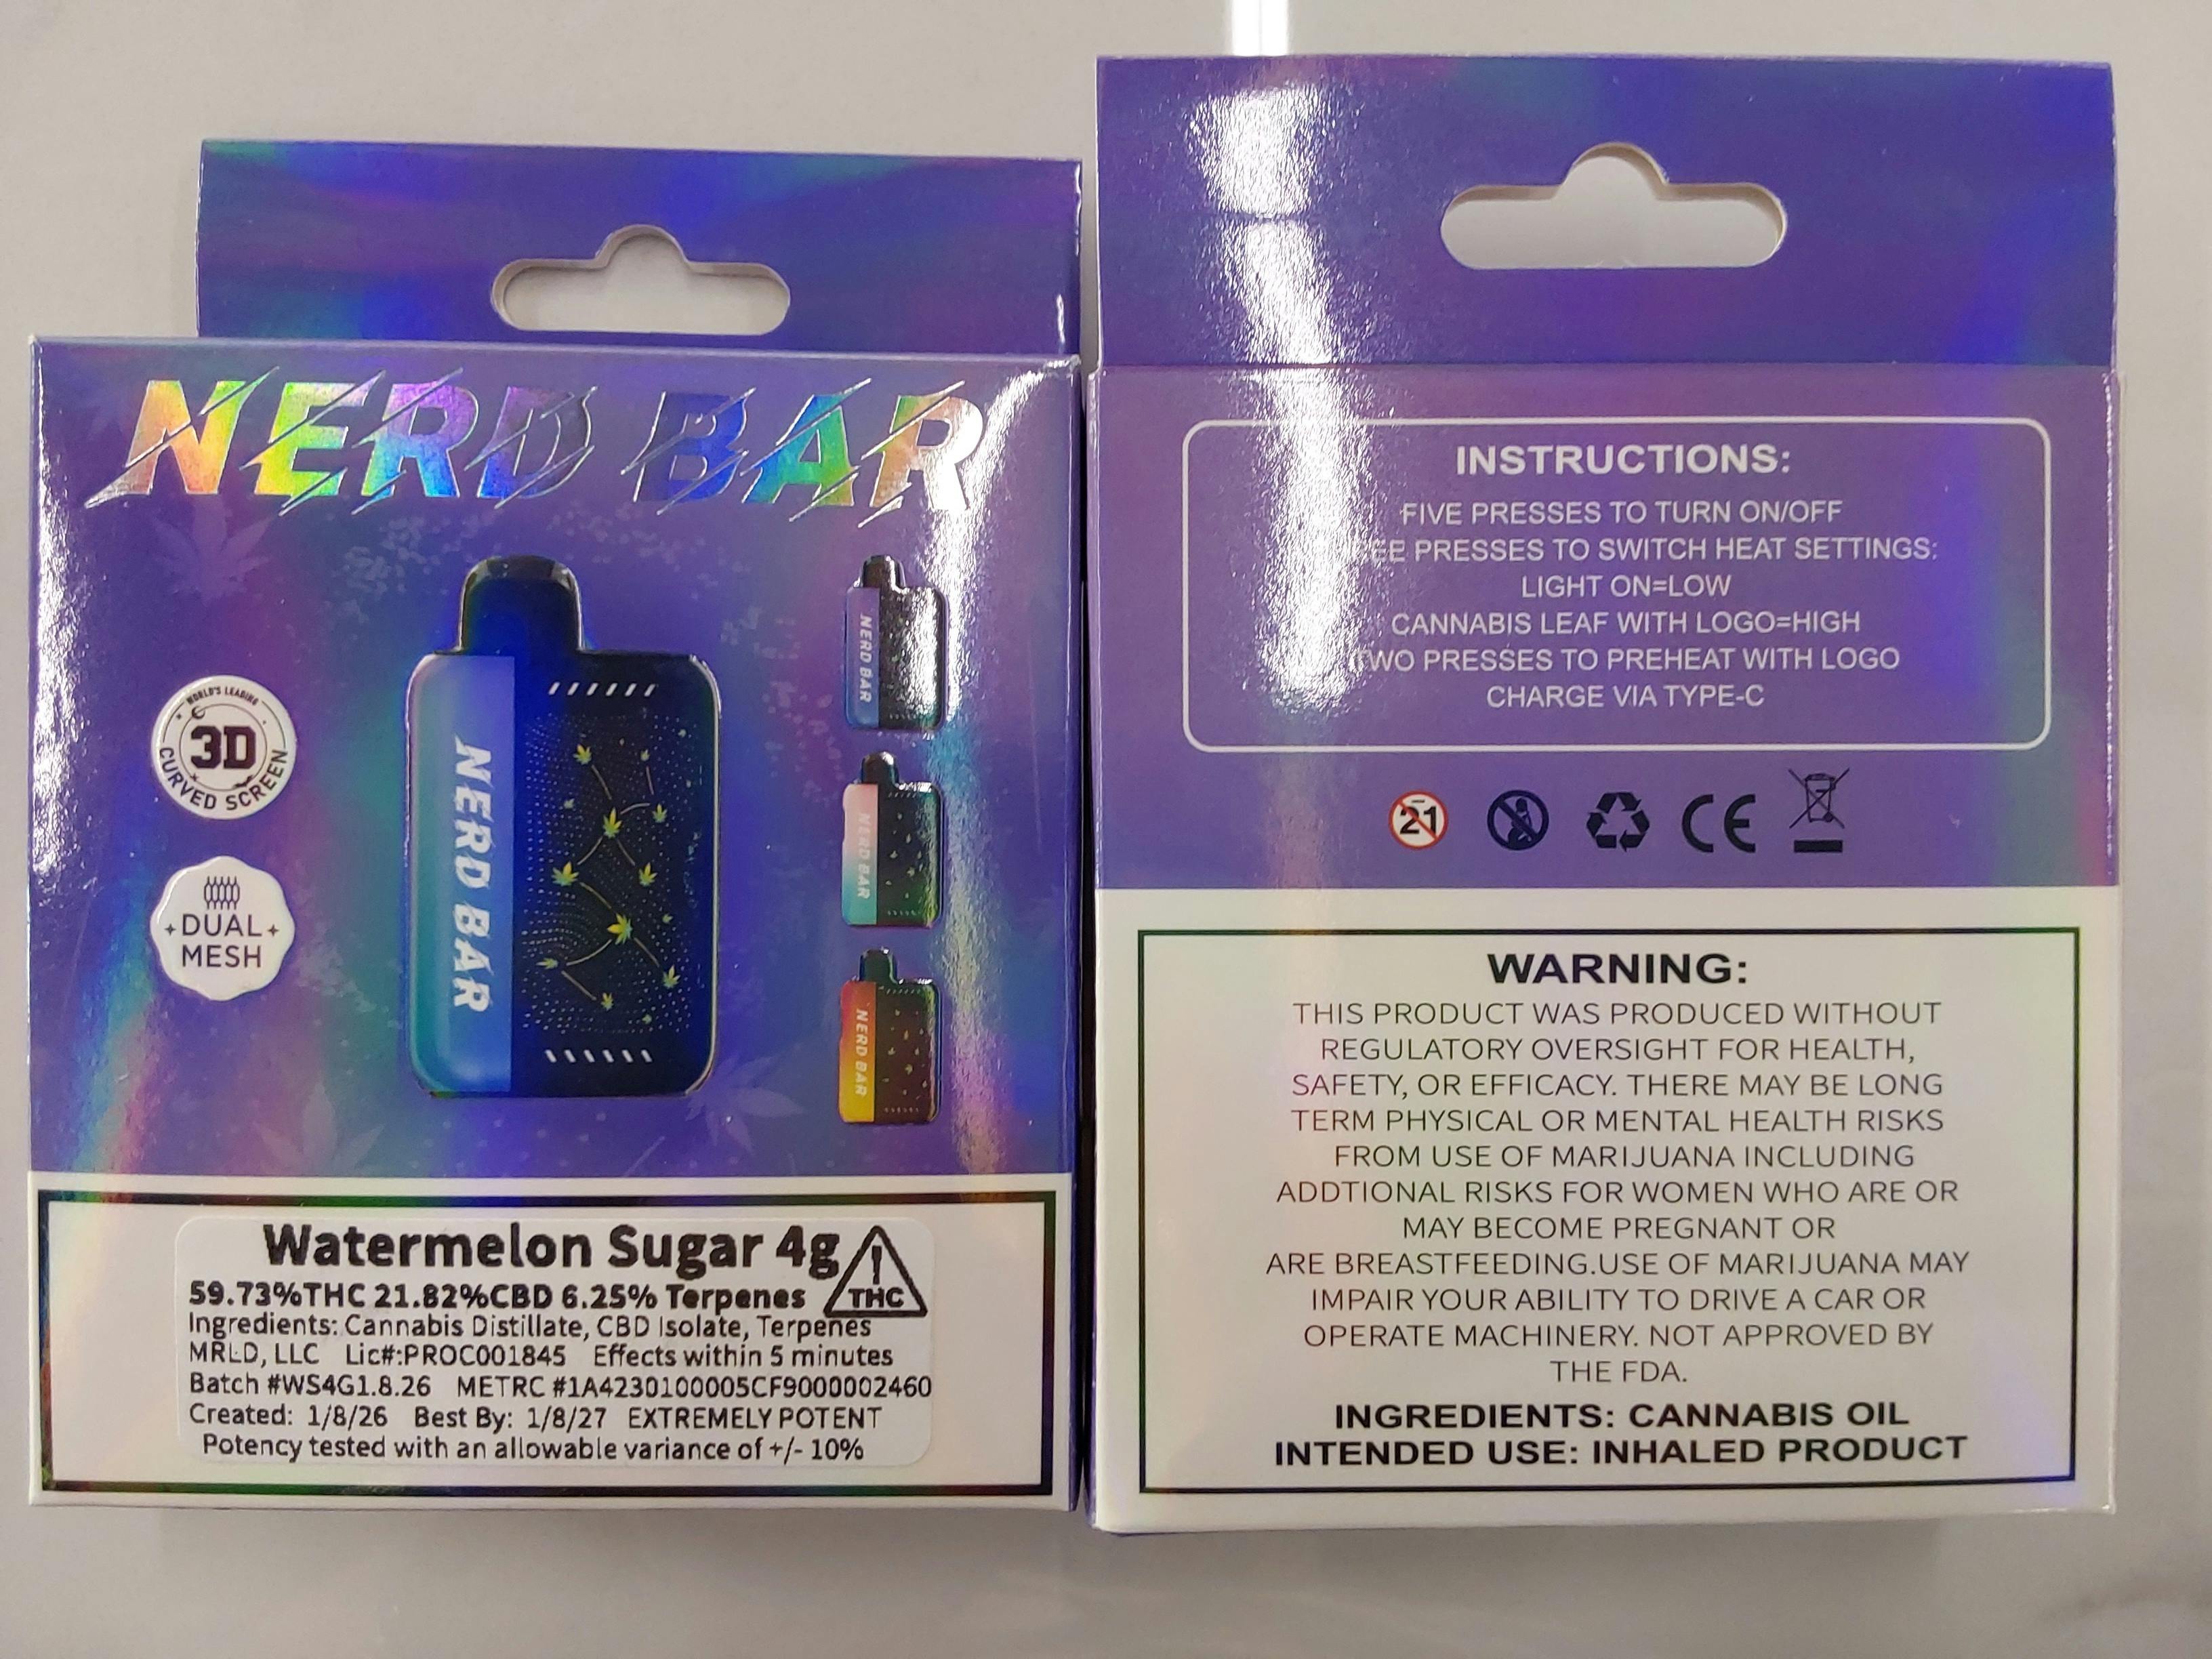 NERD BAR
WORLD'S LEADING
3D
CURVED SCREEN
DUAL
MESH
NERD BAR
NERD BAR
NERD BAR
NERD BAR
Watermelon Sugar 4g
THC
59.73%THC 21.82%CBD 6.25% Terpenes
Ingredients: Cannabis Distillate, CBD Isolate, Terpenes
MRLD, LLC Lic#:PROC001845 Effects within 5 minutes
Batch #WS4G1.8.26 METRC #1A4230100005CF9000002460
Created: 1/8/26 Best By: 1/8/27 EXTREMELY POTENT
Potency tested with an allowable variance of +/- 10%
INSTRUCTIONS:
FIVE PRESSES TO TURN ON/OFF
PRESSES TO SWITCH HEAT SETTINGS:
LIGHT ON=LOW
CANNABIS LEAF WITH LOGO=HIGH
TWO PRESSES TO PREHEAT WITH LOGO
CHARGE VIA TYPE-C
21
CE
WARNING:
THIS PRODUCT WAS PRODUCED WITHOUT
REGULATORY OVERSIGHT FOR HEALTH,
SAFETY, OR EFFICACY. THERE MAY BE LONG
TERM PHYSICAL OR MENTAL HEALTH RISKS
FROM USE OF MARIJUANA INCLUDING
ADDTIONAL RISKS FOR WOMEN WHO ARE OR
MAY BECOME PREGNANT OR
ARE BREASTFEEDING.USE OF MARIJUANA MAY
IMPAIR YOUR ABILITY TO DRIVE A CAR OR
OPERATE MACHINERY. NOT APPROVED BY
THE FDA.
INGREDIENTS: CANNABIS OIL
INTENDED USE: INHALED PRODUCT